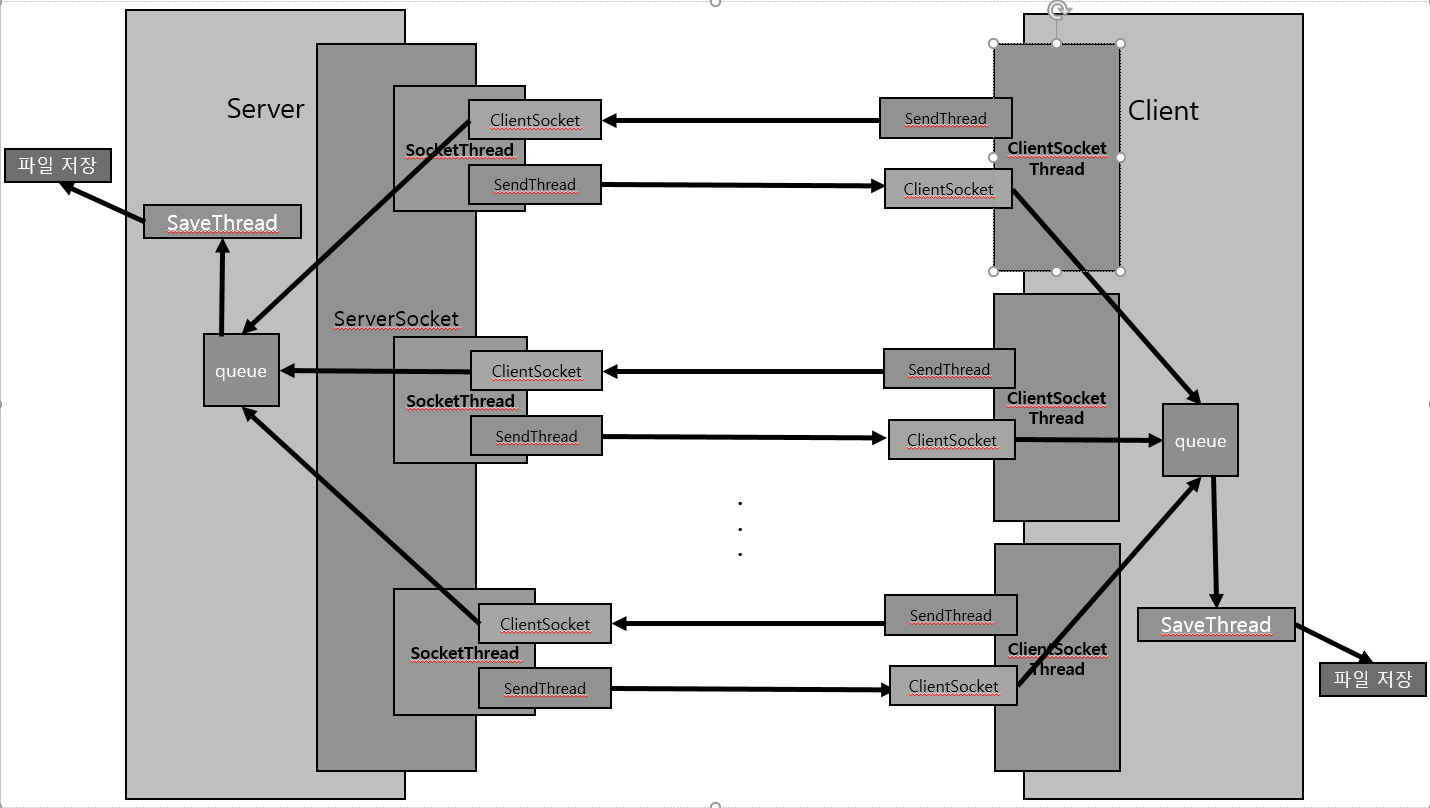 Server
Client
파일 저장
SaveThread
queue
ServerSocket
ClientSocket
SocketThread
SendThread
SendThread
ClientSocket
ClientSocket
Thread
ClientSocket
SocketThread
SendThread
SendThread
ClientSocket
ClientSocket
Thread
.
.
.
ClientSocket
SocketThread
SendThread
SendThread
ClientSocket
ClientSocket
Thread
queue
SaveThread
파일 저장